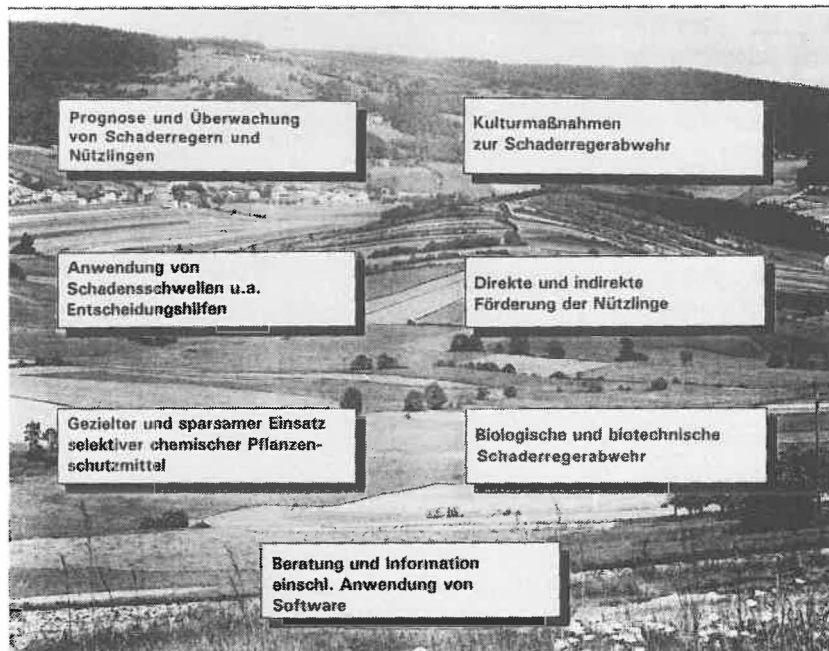 Prognose und Überwachung
von Schaderregern und
Nützlingen
Kulturmaßnahmen
zur Schaderregerabwehr
Anwendung von
Schadensschwellen u.a.
Entscheidungshilfen
Direkte und indirekte
Förderung der Nützlinge
Gezielter und sparsamer Einsatz
selektiver chemischer Pflanzen-
schutzmittel
Biologische und biotechnische
Schaderregerabwehr
Beratung und Information
einschl. Anwendung von
Software